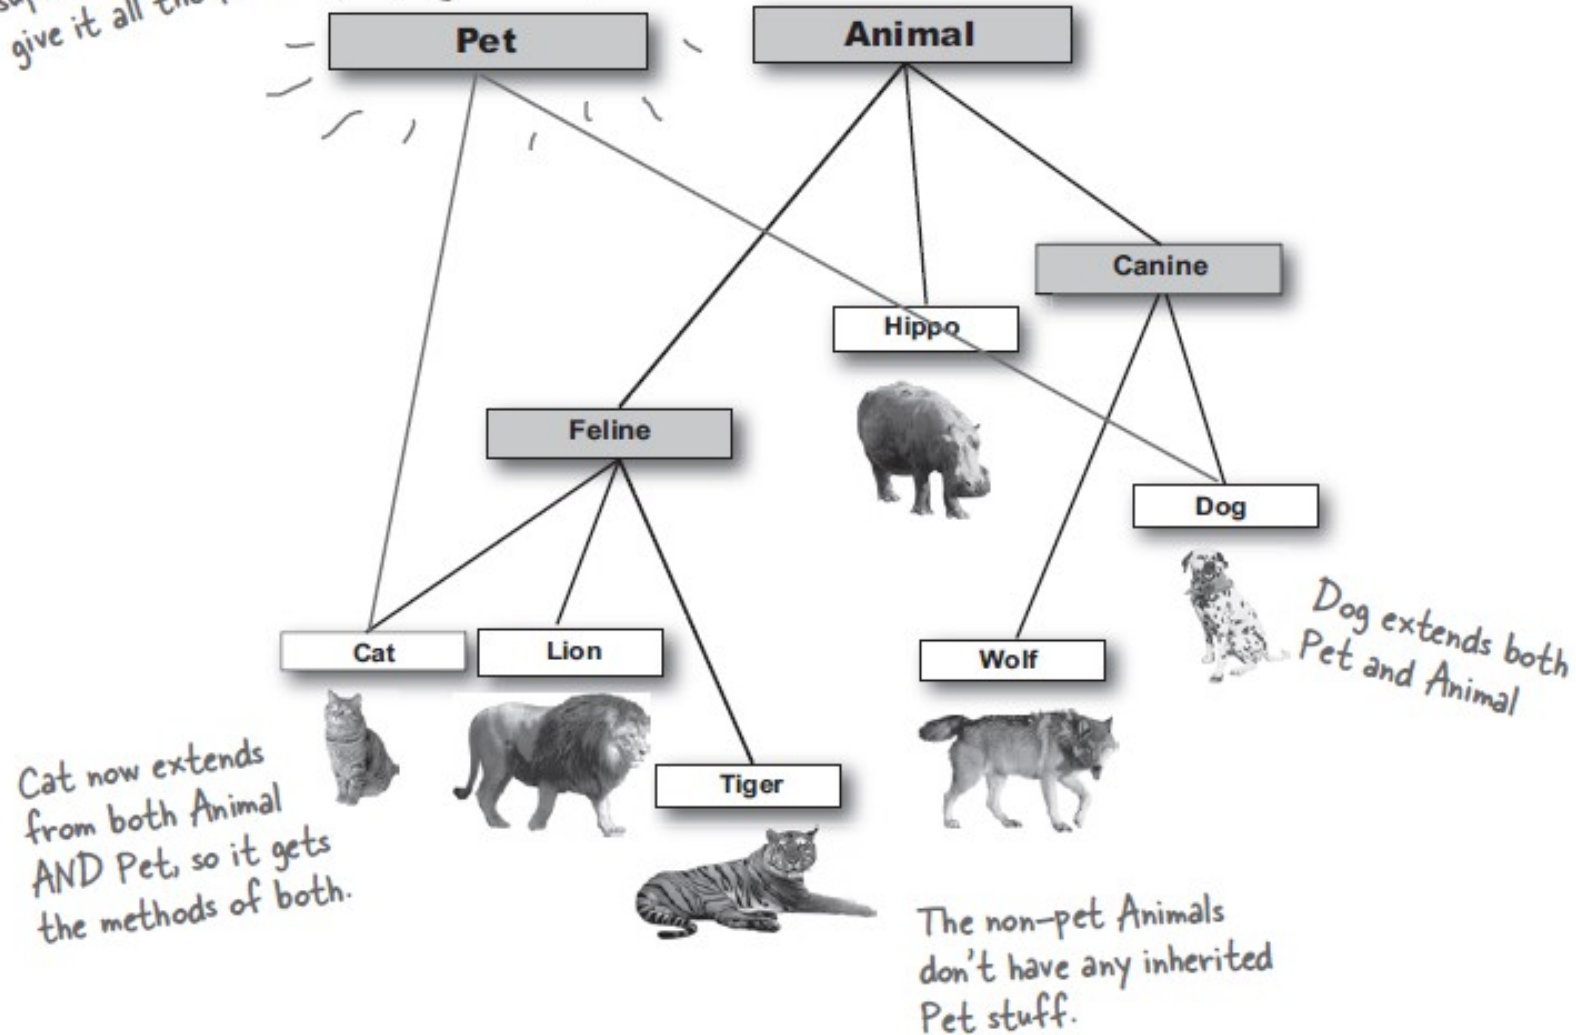 give it all the
Pet
Animal
Canine
Hippo
Feline
Dog
Dog extends both
Pet and Animal
Cat
Lion
Wolf
Tiger
Cat now extends
from both Animal
AND Pet, so it gets
the methods of both.
The non-pet Animals
don't have any inherited
Pet stuff.